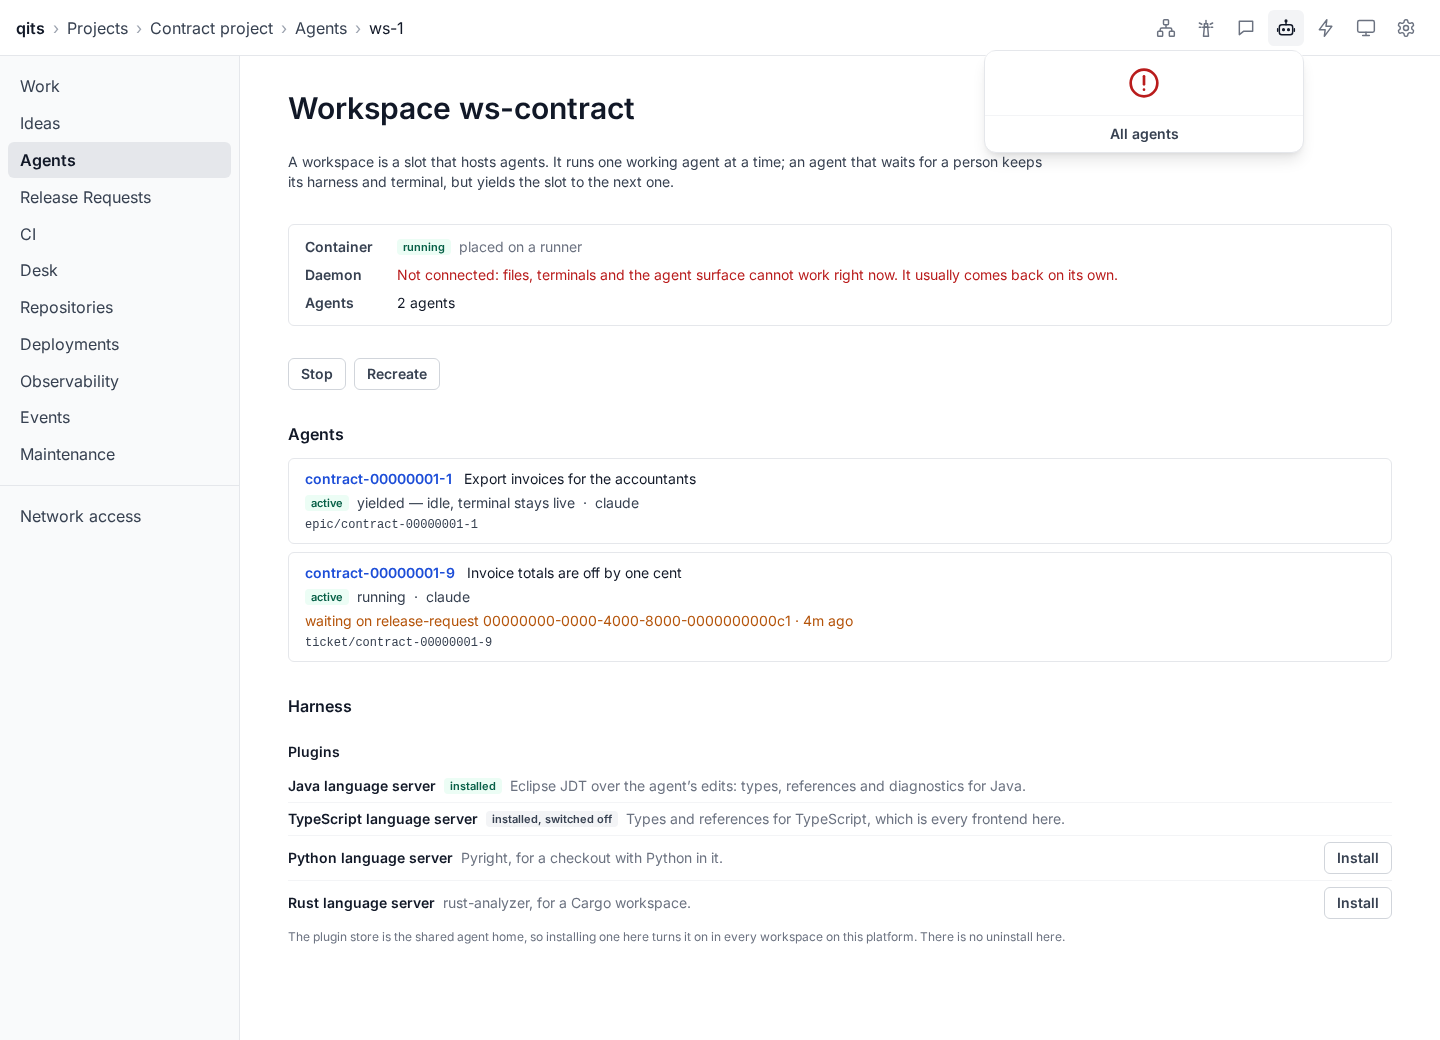 qits › Projects › Contract project › Agents › ws-1
All agents
Work
Ideas
Agents
Release Requests
CI
Desk
Repositories
Deployments
Observability
Events
Maintenance
Network access
Workspace ws-contract
A workspace is a slot that hosts agents. It runs one working agent at a time; an agent that waits for a person keeps
its harness and terminal, but yields the slot to the next one.
Container running placed on a runner
Daemon Not connected: files, terminals and the agent surface cannot work right now. It usually comes back on its own.
Agents 2 agents
Stop Recreate
Agents
contract-00000001-1 Export invoices for the accountants
active yielded — idle, terminal stays live · claude
epic/contract-00000001-1
contract-00000001-9 Invoice totals are off by one cent
active running · claude
waiting on release-request 00000000-0000-4000-8000-0000000000c1 · 4m ago
ticket/contract-00000001-9
Harness
Plugins
Java language server installed Eclipse JDT over the agent’s edits: types, references and diagnostics for Java.
TypeScript language server installed, switched off Types and references for TypeScript, which is every frontend here.
Python language server Pyright, for a checkout with Python in it. Install
Rust language server rust-analyzer, for a Cargo workspace. Install
The plugin store is the shared agent home, so installing one here turns it on in every workspace on this platform. There is no uninstall here.